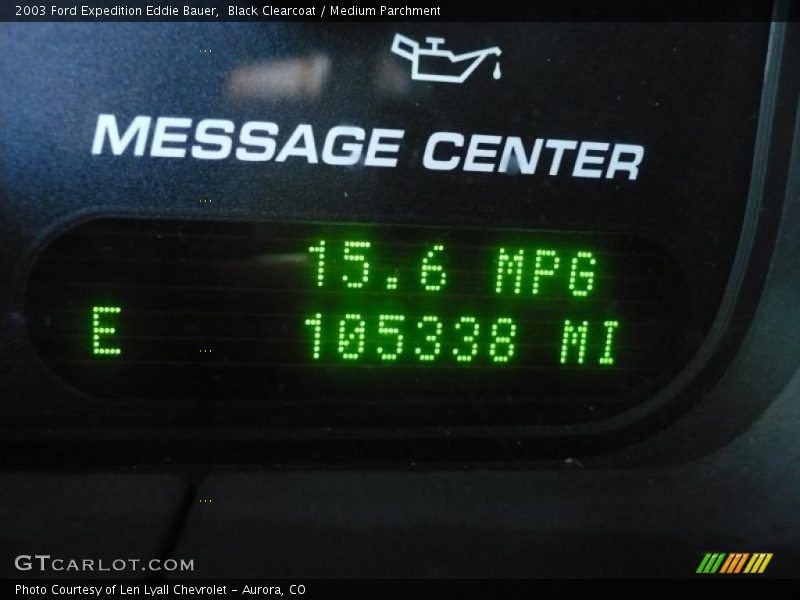 2003 Ford Expedition Eddie Bauer,  Black Clearcoat / Medium Parchment
MESSAGE CENTER
15.6 MPG
E 105338 MI
GTCARLOT.COM
Photo Courtesy of Len Lyall Chevrolet - Aurora, CO